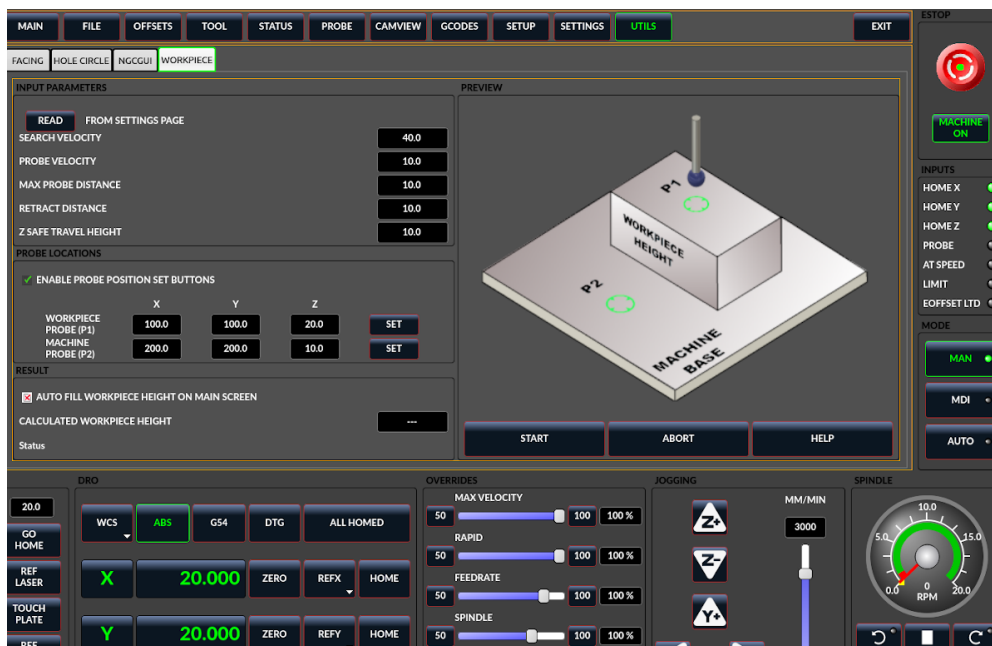 MAIN FILE OFFSETS TOOL STATUS PROBE CAMVIEW GCODES SETUP SETTINGS UTILS EXIT
ESTOP
FACING HOLE CIRCLE NGCGUI WORKPIECE
INPUT PARAMETERS
READ FROM SETTINGS PAGE
SEARCH VELOCITY 40.0
PROBE VELOCITY 10.0
MAX PROBE DISTANCE 10.0
RETRACT DISTANCE 10.0
Z SAFE TRAVEL HEIGHT 10.0
PROBE LOCATIONS
ENABLE PROBE POSITION SET BUTTONS
X Y Z
WORKPIECE
PROBE (P1) 100.0 100.0 20.0 SET
MACHINE
PROBE (P2) 200.0 200.0 10.0 SET
RESULT
AUTO FILL WORKPIECE HEIGHT ON MAIN SCREEN
CALCULATED WORKPIECE HEIGHT ---
Status
PREVIEW
P1
WORKPIECE
HEIGHT
P2
MACHINE
BASE
START ABORT HELP
MACHINE
ON
INPUTS
HOME X
HOME Y
HOME Z
PROBE
AT SPEED
LIMIT
EOFFSET LTD
MODE
MAN
MDI
AUTO
20.0
GO
HOME
REF
LASER
TOUCH
PLATE
REF
DRO
WCS ABS G54 DTG ALL HOMED
X 20.000 ZERO REFX HOME
Y 20.000 ZERO REFY HOME
OVERRIDES
MAX VELOCITY
50 100 100 %
RAPID
50 100 100 %
FEEDRATE
50 100 100 %
SPINDLE
50 100 100 %
JOGGING
Z+
Z-
Y+
MM/MIN
3000
SPINDLE
10.0
5.0 15.0
0.0 0 20.0
RPM